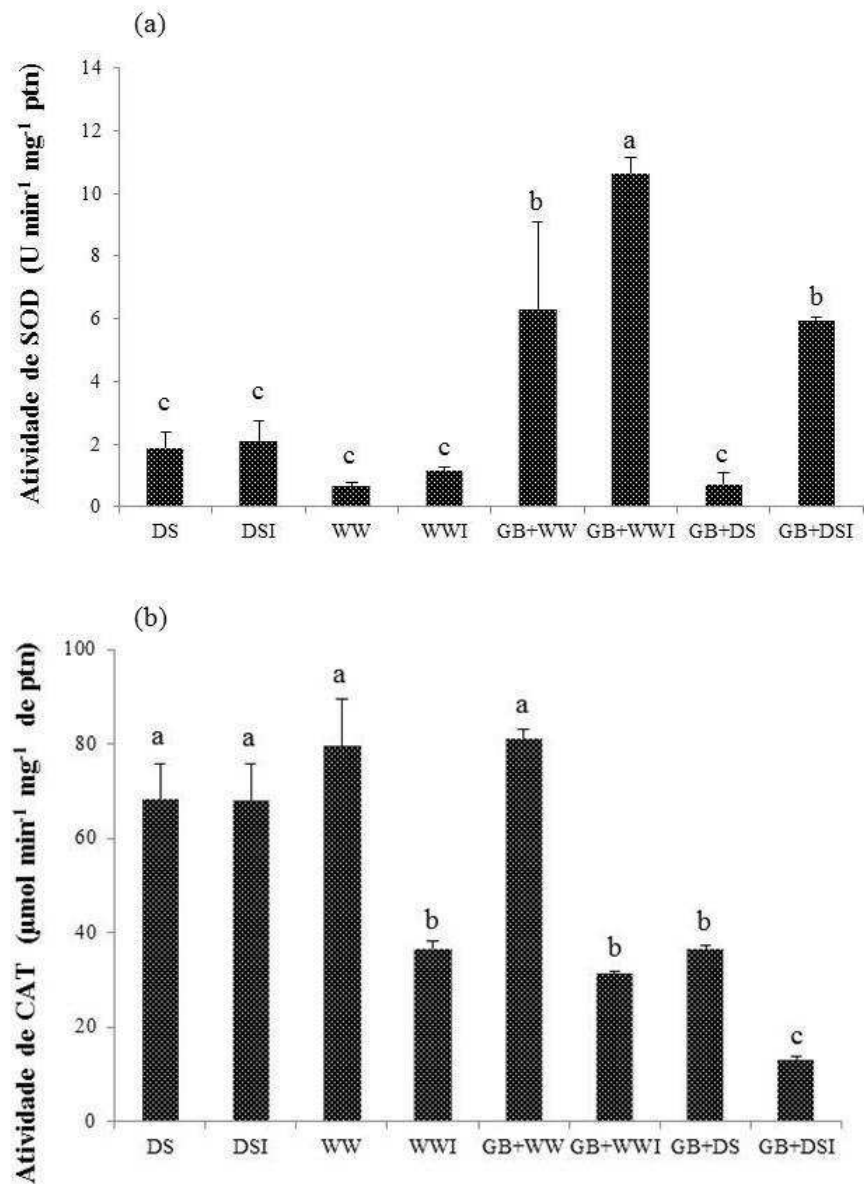 (a)
Atividade de SOD (U min⁻¹ mg⁻¹ ptn)
14
12
10
8
6
4
2
0
c
c
c
c
b
a
c
b
DS DSI WW WWI GB+WW GB+WWI GB+DS GB+DSI
(b)
Atividade de CAT (µmol min⁻¹ mg⁻¹ de ptn)
100
80
60
40
20
0
a
a
a
b
a
b
b
c
DS DSI WW WWI GB+WW GB+WWI GB+DS GB+DSI